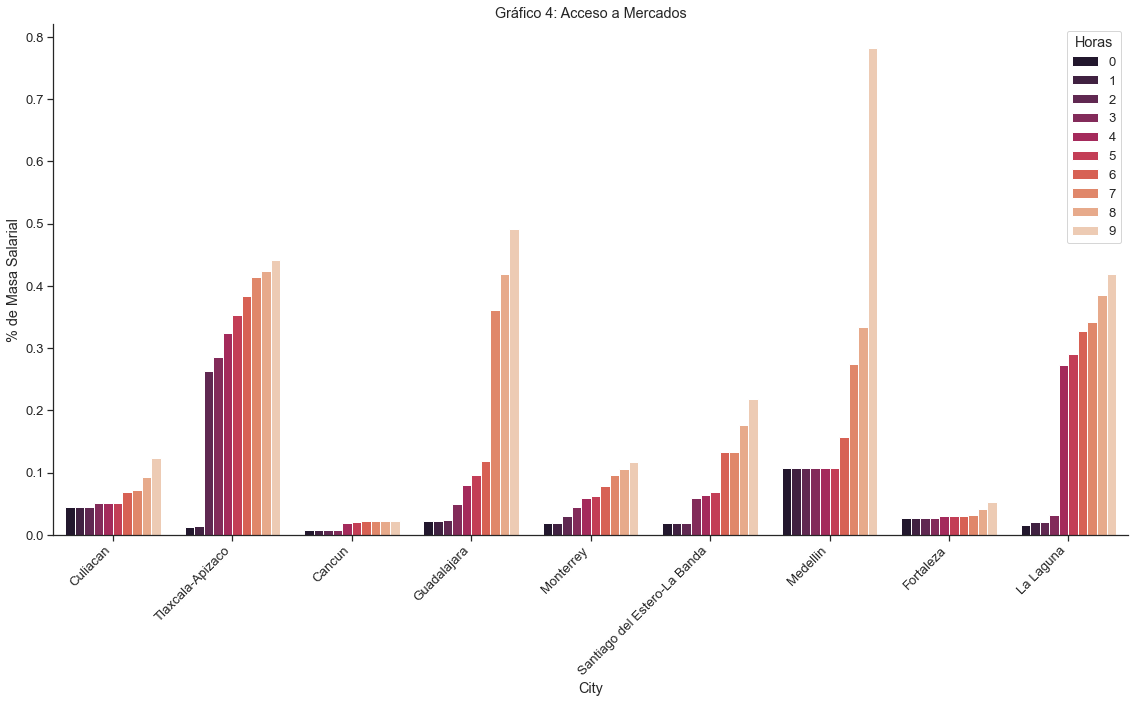 Gráfico 4: Acceso a Mercados
% de Masa Salarial
0.8
0.7
0.6
0.5
0.4
0.3
0.2
0.1
0.0
Horas
0
1
2
3
4
5
6
7
8
9
Culiacan
Tlaxcala-Apizaco
Cancun
Guadalajara
Monterrey
Santiago del Estero-La Banda
Medellin
Fortaleza
La Laguna
City